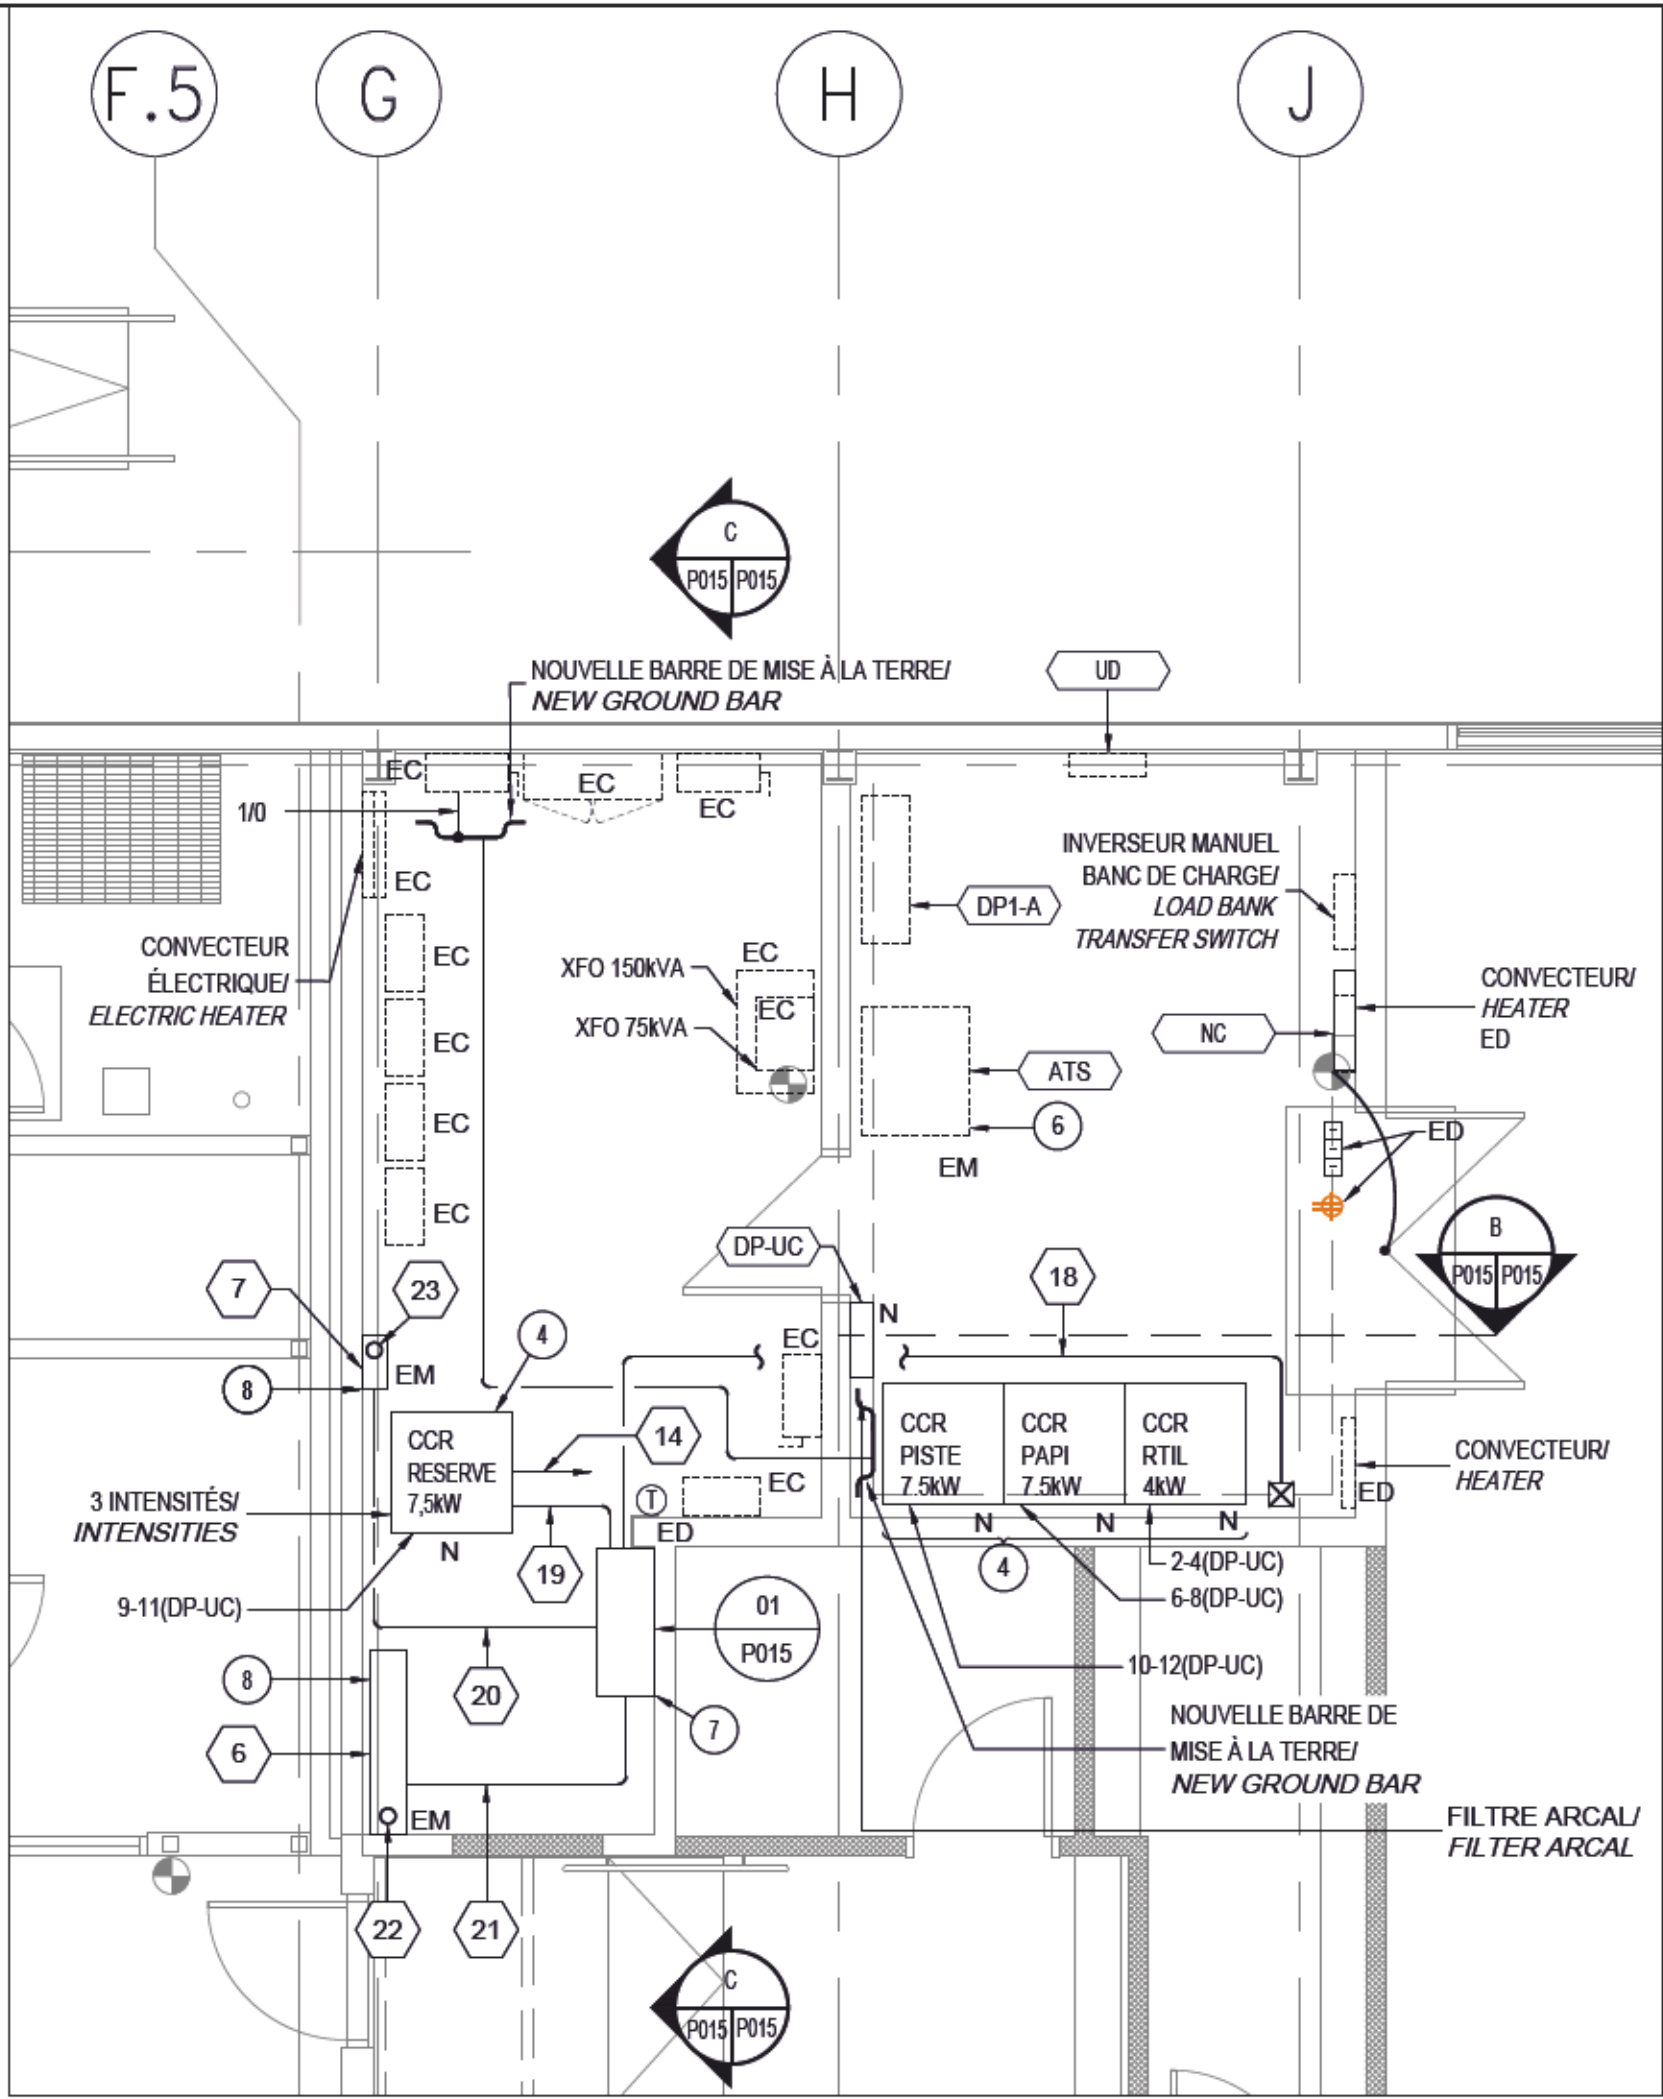 F.5
G
H
J
C
P015 P015
NOUVELLE BARRE DE MISE À LA TERRE/
NEW GROUND BAR
UD
EC
EC
EC
1/0
EC
INVERSEUR MANUEL
BANC DE CHARGE/
LOAD BANK
TRANSFER SWITCH
DP1-A
CONVECTEUR
ÉLECTRIQUE/
ELECTRIC HEATER
EC
EC
XFO 150kVA
EC
XFO 75kVA
CONVECTEUR/
HEATER
ED
NC
EC
ATS
EC
6
ED
EM
EC
DP-UC
B
P015 P015
7
23
18
N
4
EC
8
EM
CCR
RESERVE
7,5kW
14
CCR
PISTE
7.5kW
CCR
PAPI
7.5kW
CCR
RTIL
4kW
CONVECTEUR/
HEATER
EC
ED
3 INTENSITÉS/
INTENSITIES
T
ED
N
N
N
N
19
4
2-4(DP-UC)
6-8(DP-UC)
9-11(DP-UC)
01
P015
10-12(DP-UC)
8
20
7
6
NOUVELLE BARRE DE
MISE À LA TERRE/
NEW GROUND BAR
EM
FILTRE ARCAL/
FILTER ARCAL
22
21
C
P015 P015